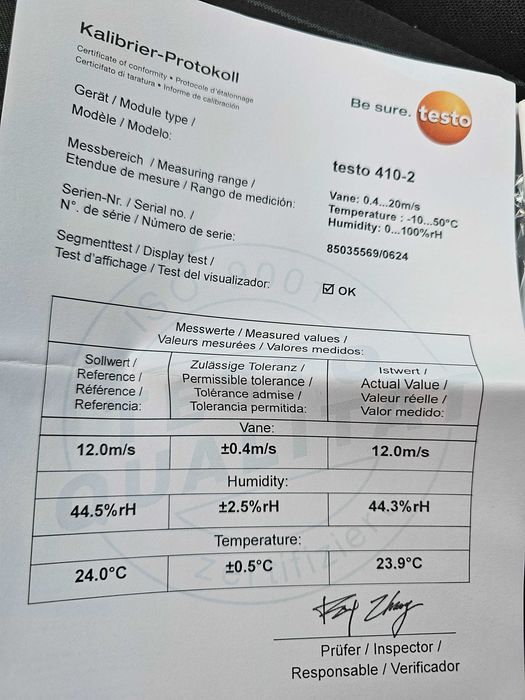 Kalibrier-Protokoll
Certificate of conformity • Protocole d'étalonnage
Certicifato di taratura • Informe de calibración
Be sure. testo
Gerät / Module type /
Modèle / Modelo:
testo 410-2
Messbereich / Measuring range /
Etendue de mesure / Rango de medición:
Vane: 0.4...20m/s
Temperature : -10...50°C
Humidity: 0...100%rH
Serien-Nr. / Serial no. /
N°. de série / Número de serie:
85035569/0624
Segmenttest / Display test /
Test d'affichage / Test del visualizador:
☑ OK
ISO 9001
QUALITÄT
Zertifiziert
Messwerte / Measured values /
Valeurs mesurées / Valores medidos:
Sollwert /
Reference /
Référence /
Referencia:
Zulässige Toleranz /
Permissible tolerance /
Tolérance admise /
Tolerancia permitida:
Istwert /
Actual Value /
Valeur réelle /
Valor medido:
Vane:
12.0m/s ±0.4m/s 12.0m/s
Humidity:
44.5%rH ±2.5%rH 44.3%rH
Temperature:
24.0°C ±0.5°C 23.9°C
Prüfer / Inspector /
Responsable / Verificador